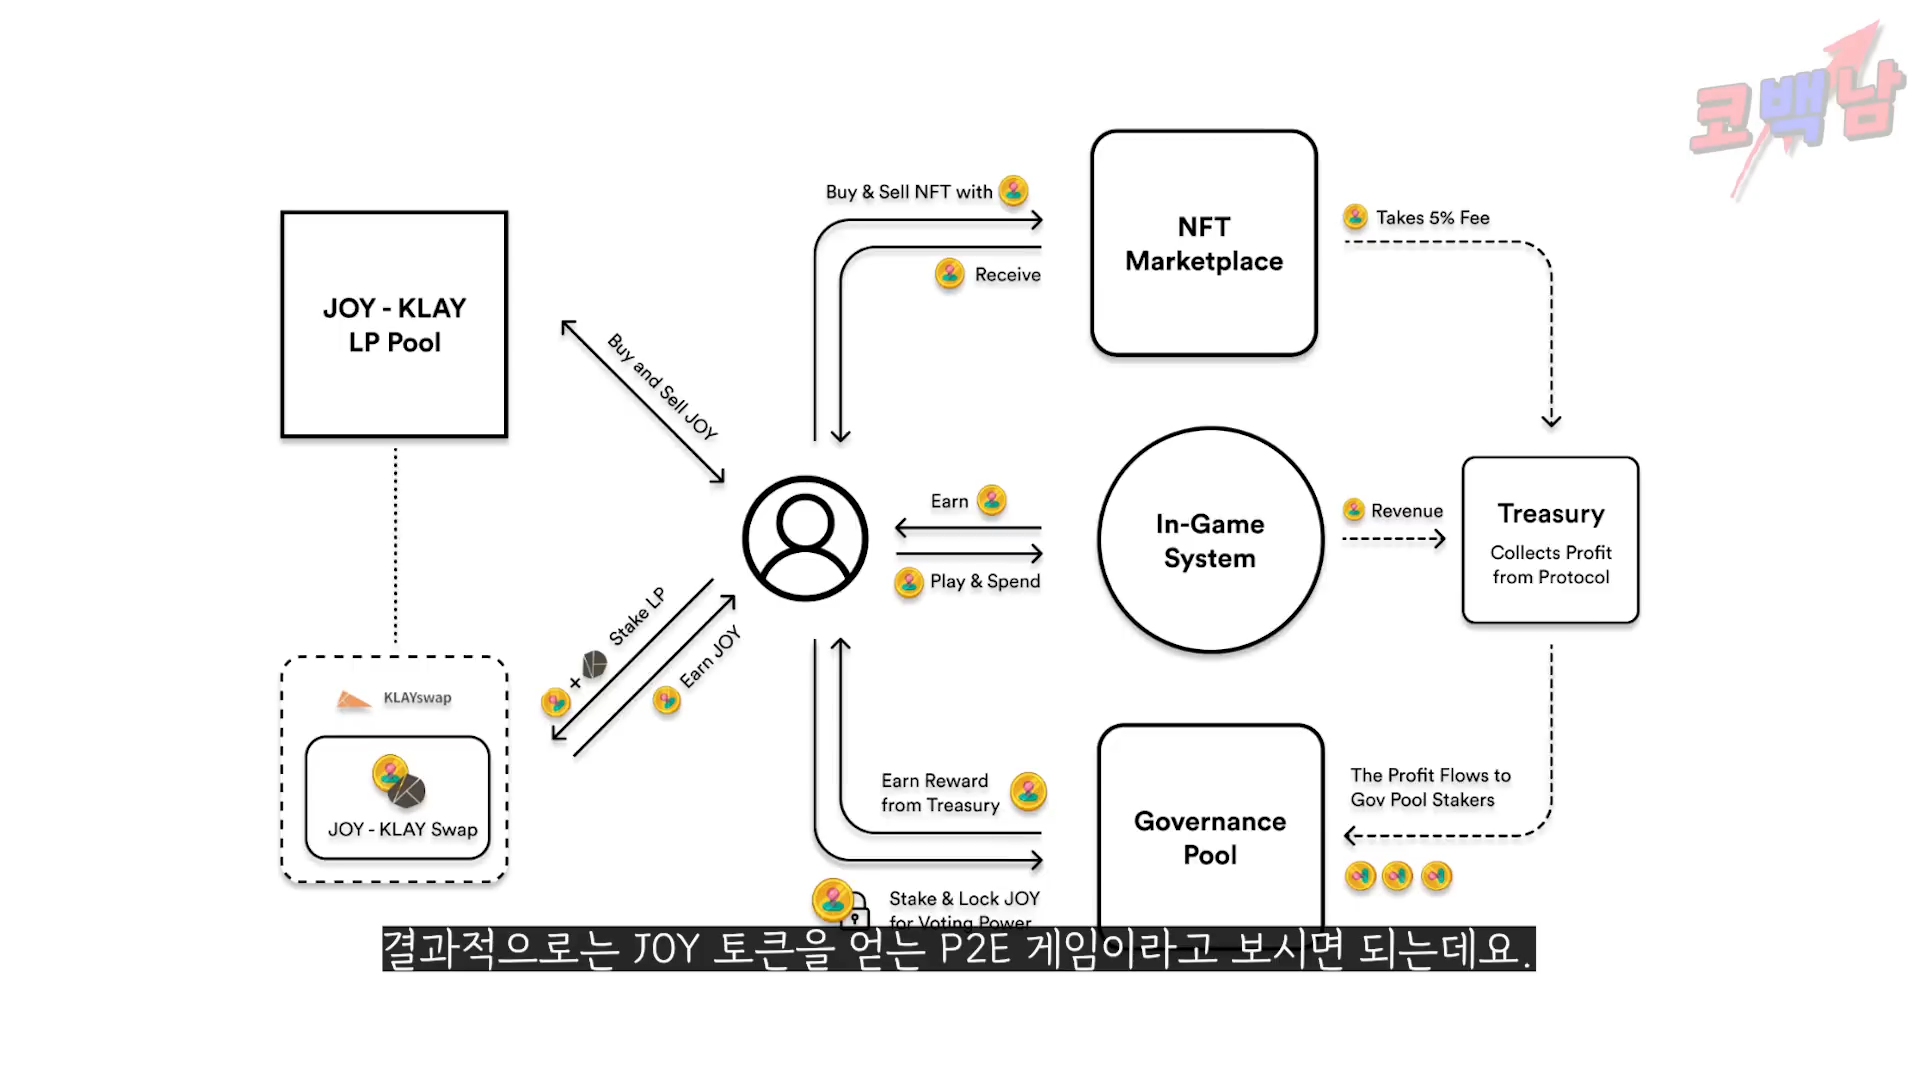 코백남
Buy & Sell NFT with
Receive
NFT
Marketplace
Takes 5% Fee
JOY - KLAY
LP Pool
Buy and Sell JOY
Earn
Play & Spend
In-Game
System
Revenue
Treasury
Collects Profit
from Protocol
Stake LP
+
Earn JOY
KLAYswap
JOY - KLAY Swap
Earn Reward
from Treasury
Stake & Lock JOY
for Voting Power
Governance
Pool
The Profit Flows to
Gov Pool Stakers
결과적으로는 JOY 토큰을 얻는 P2E 게임이라고 보시면 되는데요.